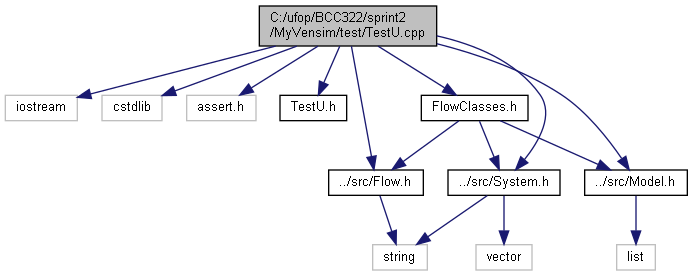 C:/ufop/BCC322/sprint2
/MyVensim/test/TestU.cpp
iostream
cstdlib
assert.h
TestU.h
FlowClasses.h
../src/Flow.h
../src/System.h
../src/Model.h
string
vector
list